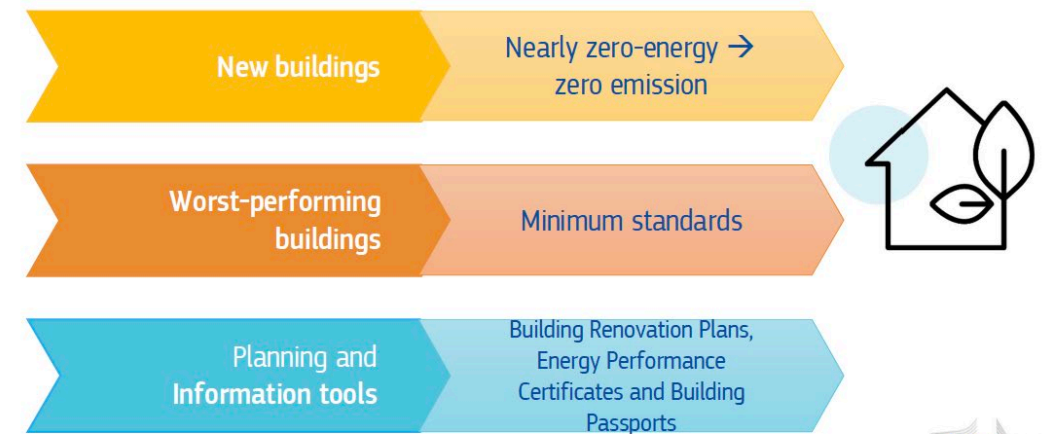 New buildings
Nearly zero-energy →
zero emission
Worst-performing
buildings
Minimum standards
Planning and
Information tools
Building Renovation Plans,
Energy Performance
Certificates and Building
Passports